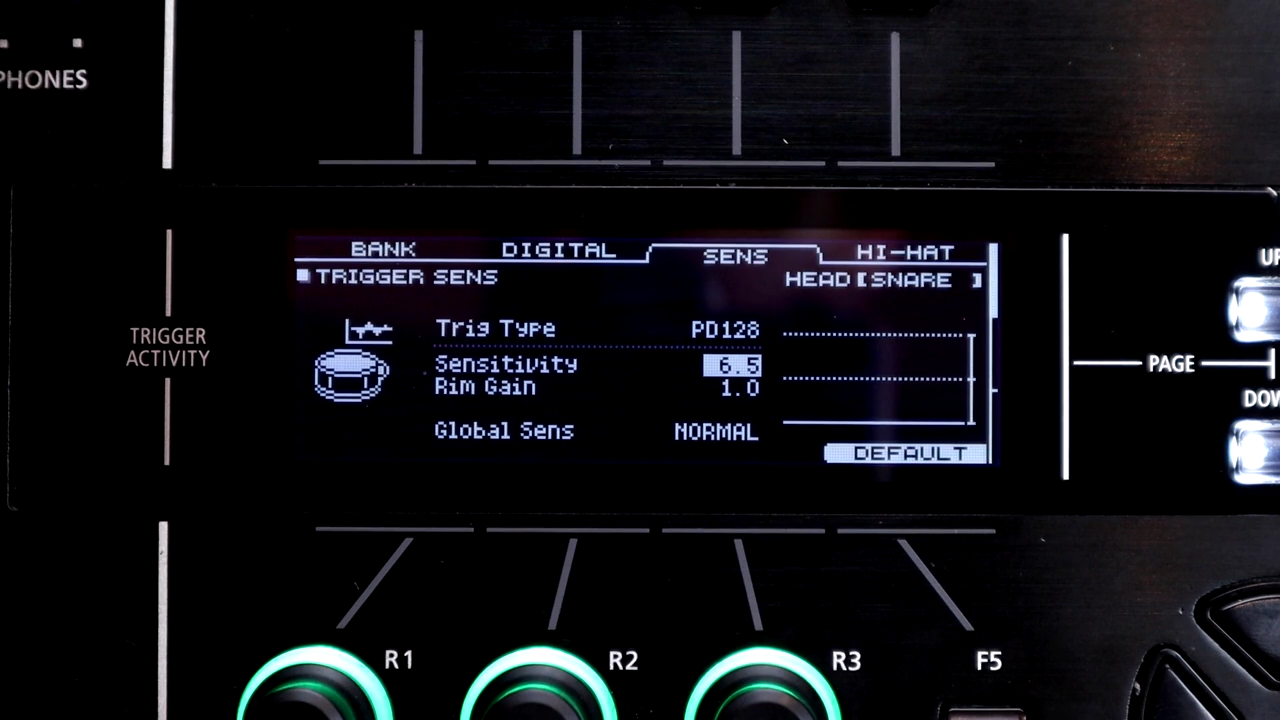 PHONES
BANK DIGITAL SENS HI-HAT
TRIGGER SENS HEAD [SNARE ]
Trig Type PD128
Sensitivity 6.5
Rim Gain 1.0
Global Sens NORMAL
DEFAULT
TRIGGER
ACTIVITY
UP
PAGE
DOW
R1 R2 R3 F5